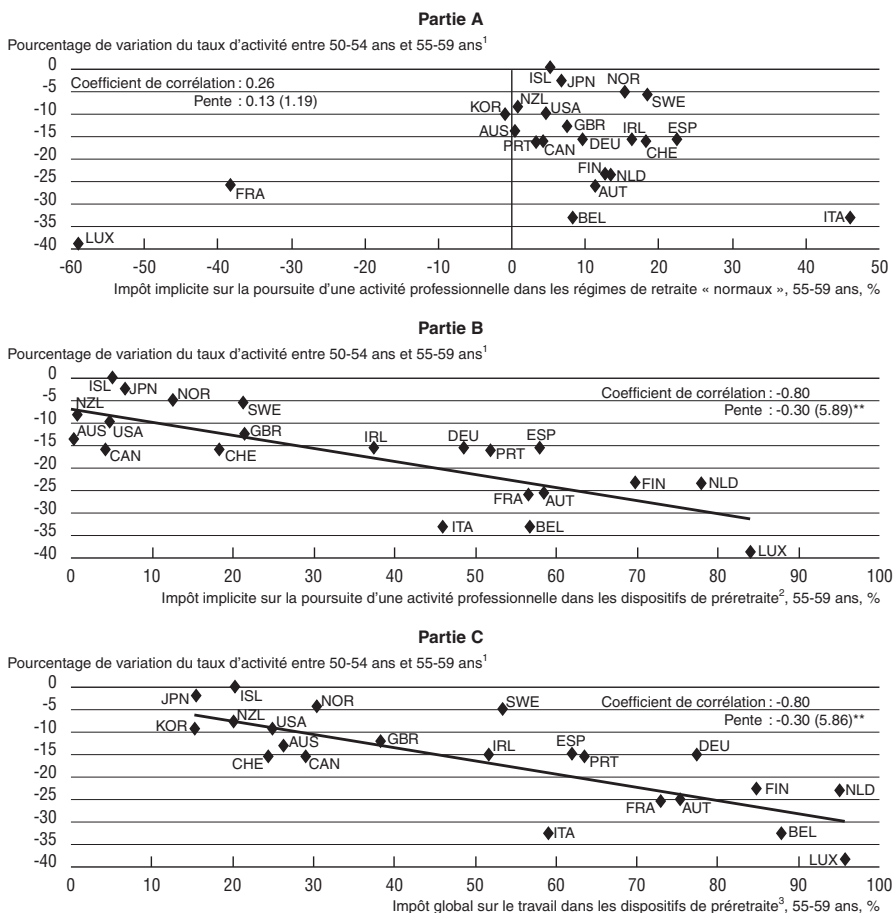 Partie A
Pourcentage de variation du taux d'activité entre 50-54 ans et 55-59 ans1
0
-5
-10
-15
-20
-25
-30
-35
-40
Coefficient de corrélation : 0.26
Pente : 0.13 (1.19)
ISL
JPN
NOR
SWE
KOR
NZL
USA
AUS
GBR
PRT
CAN
DEU
IRL
CHE
ESP
FIN
NLD
AUT
FRA
BEL
ITA
LUX
-60 -50 -40 -30 -20 -10 0 10 20 30 40 50
Impôt implicite sur la poursuite d'une activité professionnelle dans les régimes de retraite « normaux », 55-59 ans, %
Partie B
Pourcentage de variation du taux d'activité entre 50-54 ans et 55-59 ans1
0
-5
-10
-15
-20
-25
-30
-35
-40
Coefficient de corrélation : -0.80
Pente : -0.30 (5.89)**
ISL
JPN
NOR
NZL
SWE
AUS
USA
GBR
CAN
CHE
IRL
DEU
PRT
ESP
FIN
NLD
FRA
AUT
ITA
BEL
LUX
0 10 20 30 40 50 60 70 80 90 100
Impôt implicite sur la poursuite d'une activité professionnelle dans les dispositifs de préretraite2, 55-59 ans, %
Partie C
Pourcentage de variation du taux d'activité entre 50-54 ans et 55-59 ans1
0
-5
-10
-15
-20
-25
-30
-35
-40
Coefficient de corrélation : -0.80
Pente : -0.30 (5.86)**
JPN
ISL
NOR
SWE
KOR
NZL
USA
AUS
GBR
CHE
CAN
IRL
ESP
PRT
DEU
FIN
NLD
FRA
AUT
ITA
BEL
LUX
0 10 20 30 40 50 60 70 80 90 100
Impôt global sur le travail dans les dispositifs de préretraite3, 55-59 ans, %